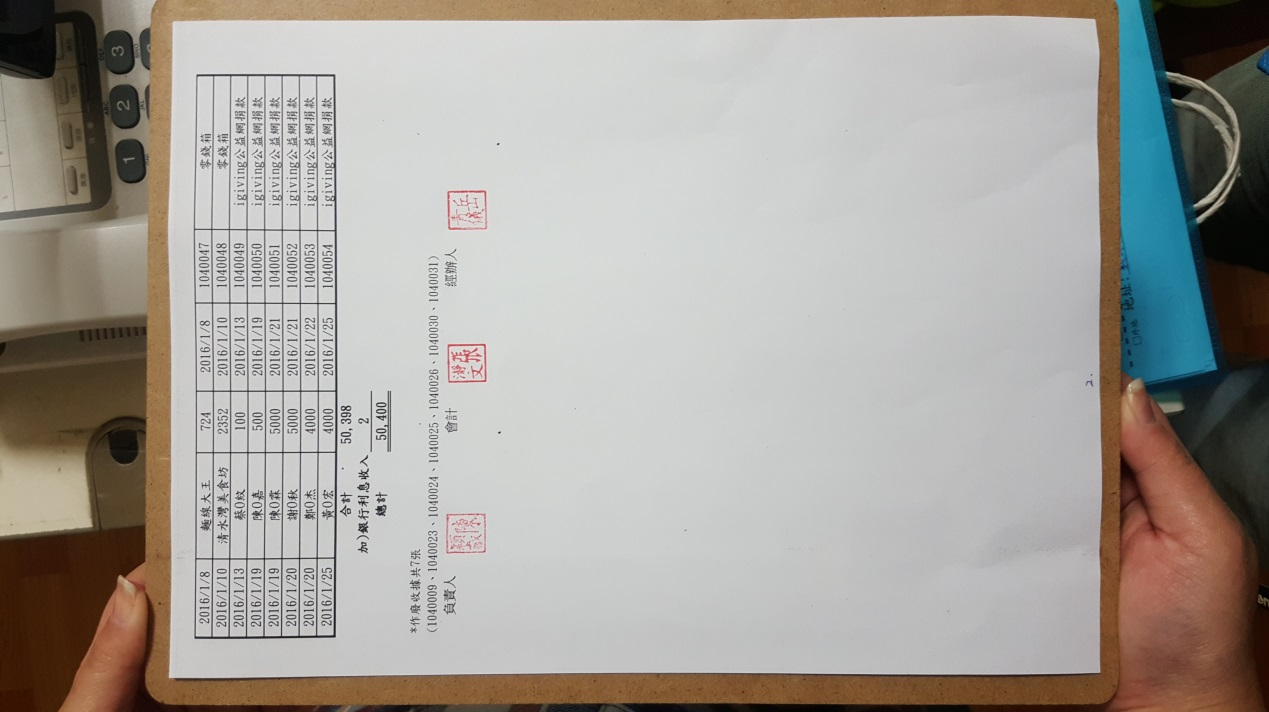 2016/1/8 麵線大王 724 2016/1/8 1040047 零錢箱
2016/1/10 清水灣美食坊 2352 2016/1/10 1040048 零錢箱
2016/1/13 蔡O紋 100 2016/1/13 1040049 igiving公益網捐款
2016/1/19 陳O嘉 500 2016/1/19 1040050 igiving公益網捐款
2016/1/19 陳O霖 5000 2016/1/21 1040051 igiving公益網捐款
2016/1/20 謝O秋 5000 2016/1/21 1040052 igiving公益網捐款
2016/1/20 鄭O杰 4000 2016/1/22 1040053 igiving公益網捐款
2016/1/25 黃O宏 4000 2016/1/25 1040054 igiving公益網捐款
合計 50,398
加)銀行利息收入 2
總計 50,400
*作廢收據共7張
(1040009、1040023、1040024、1040025、1040026、1040030、1040031)
負責人 會計 張瀞文 經辦人
2.
1
2
3
地址: